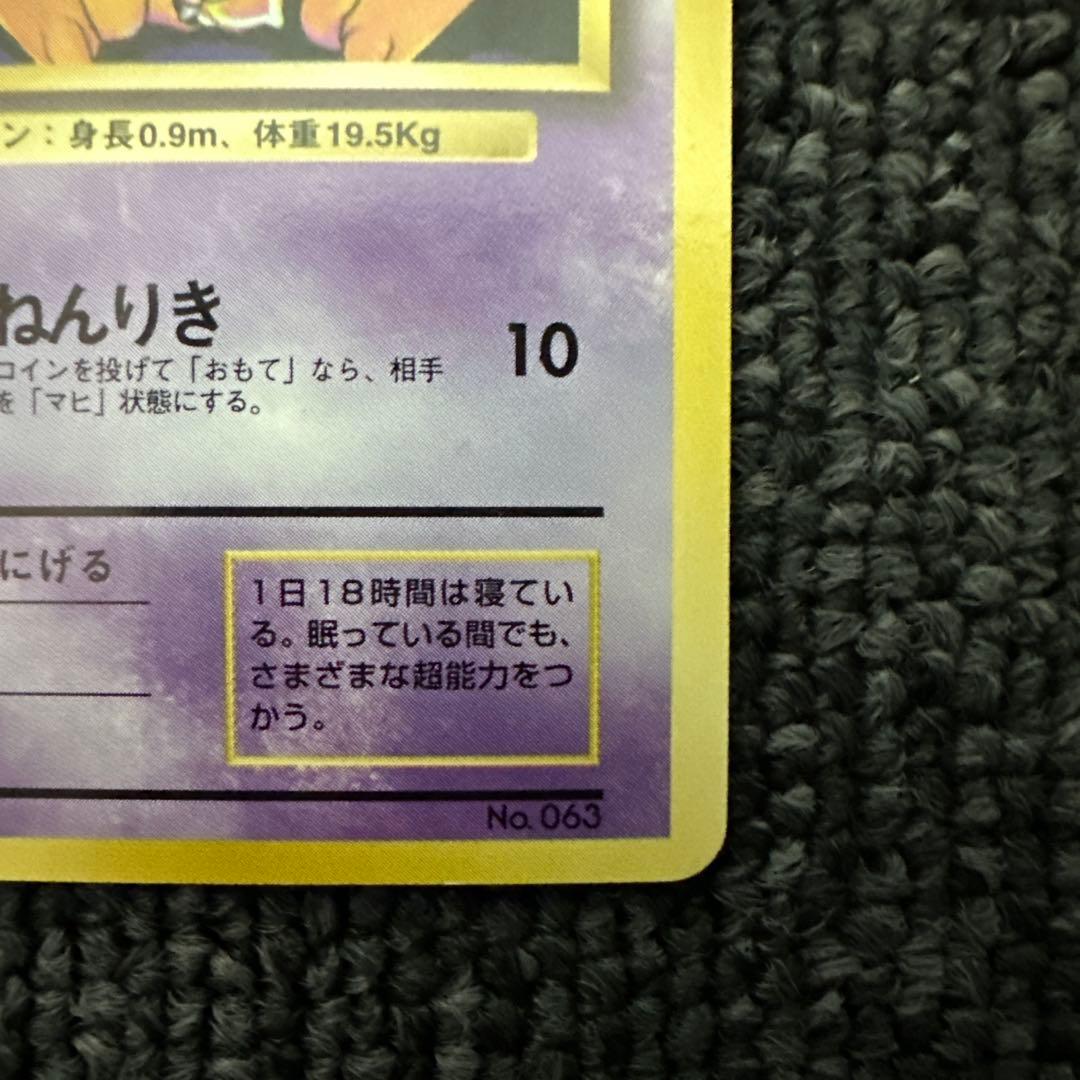 ン：身長0.9m、体重19.5Kg
ねんりき
10
コインを投げて「おもて」なら、相手
を「マヒ」状態にする。
にげる
1日18時間は寝てい
る。眠っている間でも、
さまざまな超能力をつ
かう。
No.063